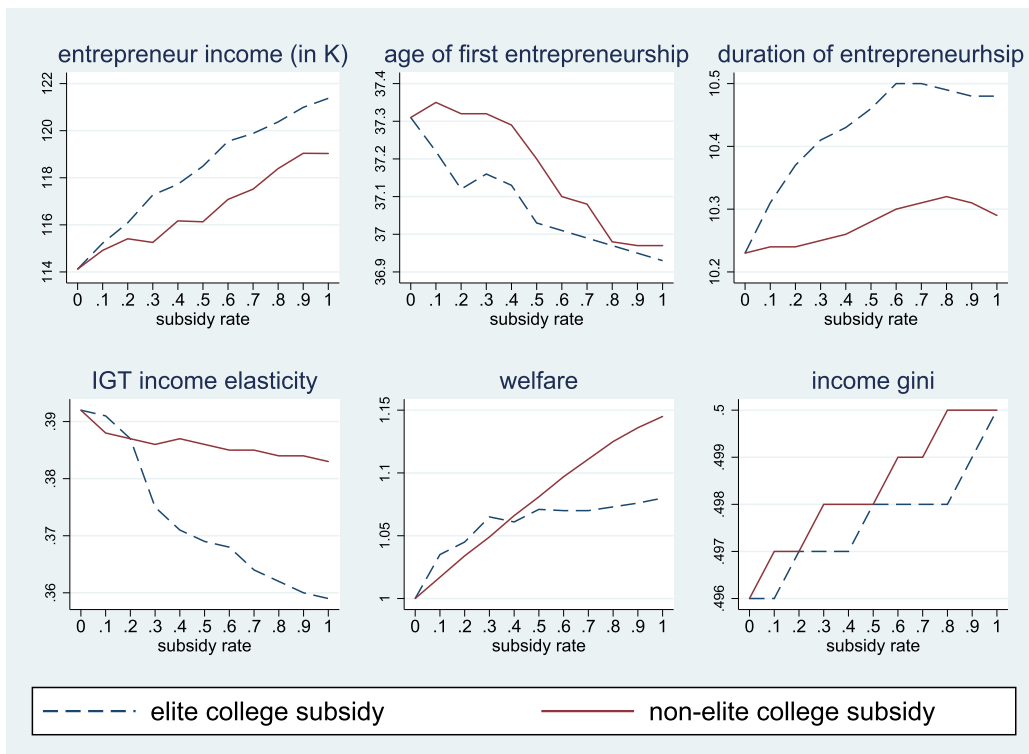 entrepreneur income (in K)
122
120
118
116
114
0 .1 .2 .3 .4 .5 .6 .7 .8 .9 1
subsidy rate
age of first entrepreneurship
37.4
37.3
37.2
37.1
37
36.9
0 .1 .2 .3 .4 .5 .6 .7 .8 .9 1
subsidy rate
duration of entrepreneurhsip
10.5
10.4
10.3
10.2
0 .1 .2 .3 .4 .5 .6 .7 .8 .9 1
subsidy rate
IGT income elasticity
.39
.38
.37
.36
0 .1 .2 .3 .4 .5 .6 .7 .8 .9 1
subsidy rate
welfare
1.15
1.1
1.05
1
0 .1 .2 .3 .4 .5 .6 .7 .8 .9 1
subsidy rate
income gini
.5
.499
.498
.497
.496
0 .1 .2 .3 .4 .5 .6 .7 .8 .9 1
subsidy rate
elite college subsidy
non-elite college subsidy